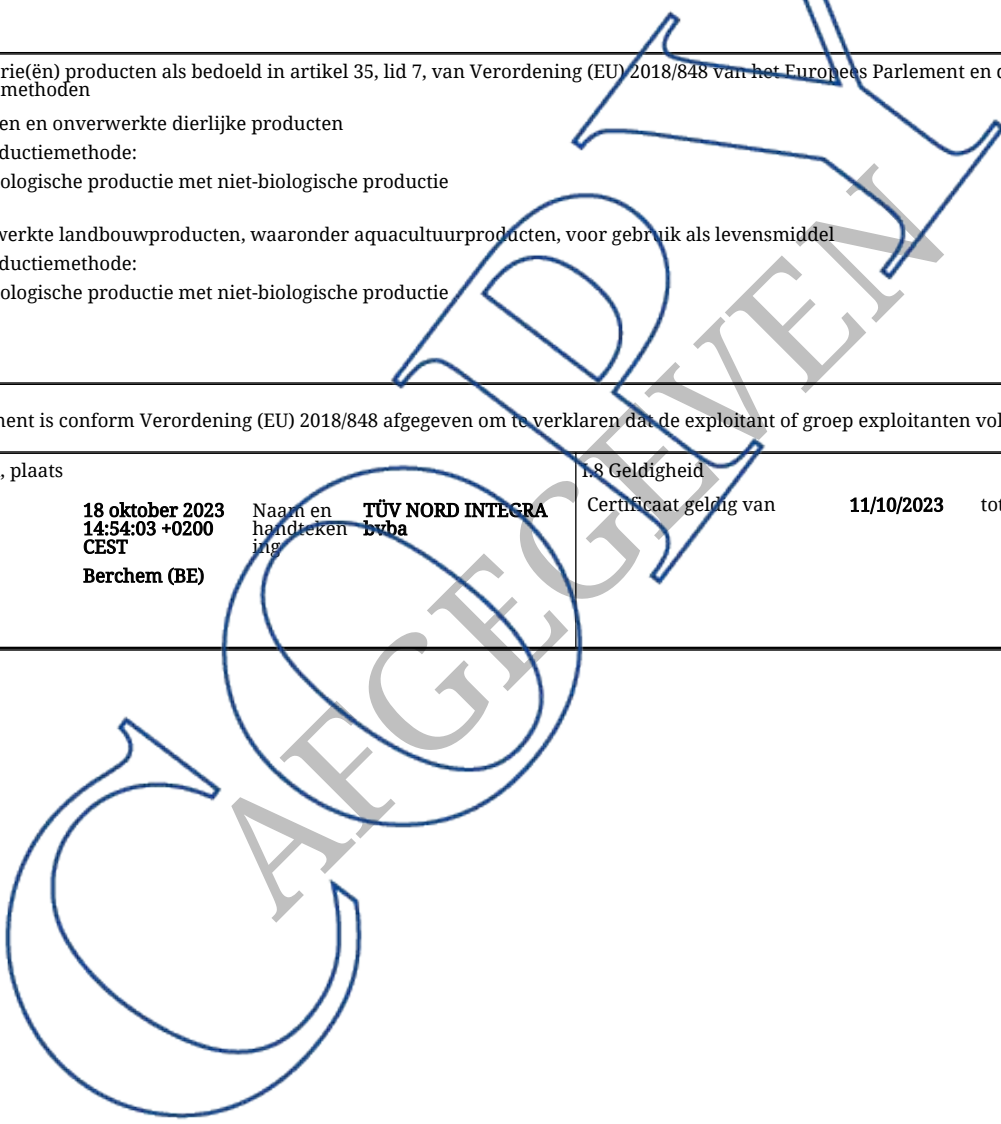 rie(ën) producten als bedoeld in artikel 35, lid 7, van Verordening (EU) 2018/848 van het Europees Parlement en
methoden
en en onverwerkte dierlijke producten
ductiemethode:
ologische productie met niet-biologische productie
werkte landbouwproducten, waaronder aquacultuurproducten, voor gebruik als levensmiddel
ductiemethode:
ologische productie met niet-biologische productie
ment is conform Verordening (EU) 2018/848 afgegeven om te verklaren dat de exploitant of groep exploitanten vol
, plaats
18 oktober 2023
14:54:03 +0200
CEST
Berchem (BE)
Naam en
handteken
ing
TÜV NORD INTEGRA
bvba
I.8 Geldigheid
Certificaat geldig van 11/10/2023 tot
AFGEGEVEN
COPY